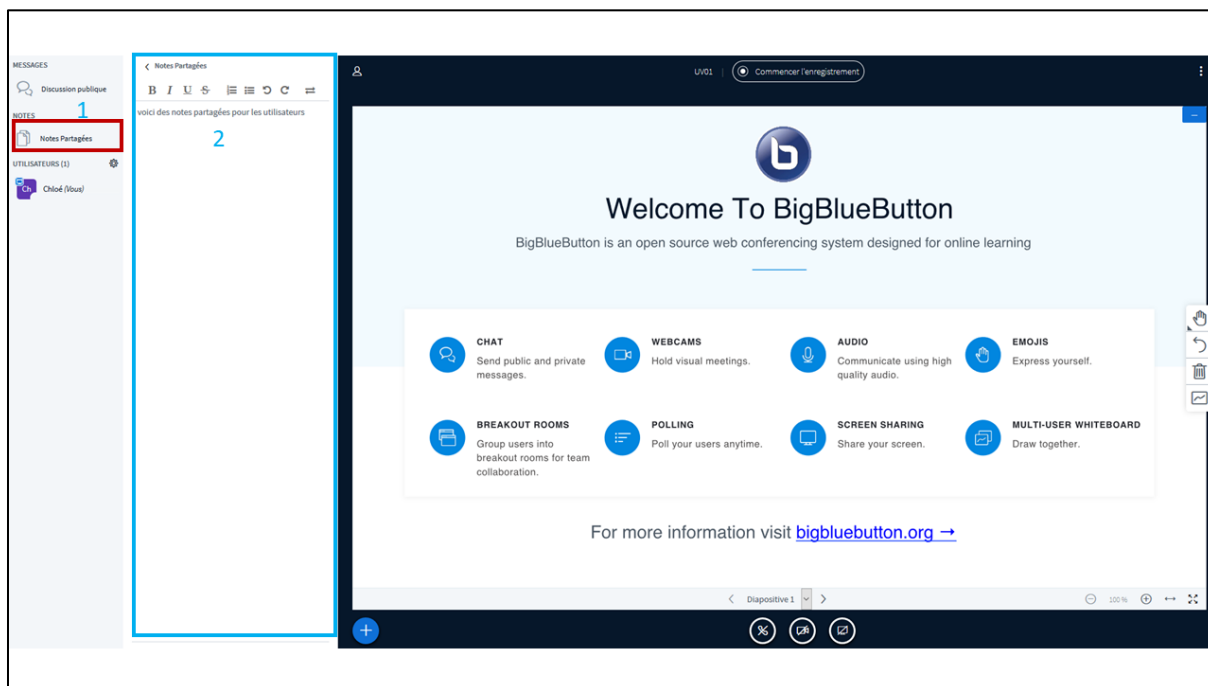 MESSAGES
Discussion publique
1
NOTES
Notes Partagées
UTILISATEURS (1)
Ch
Chloé (Vous)
Notes Partagées
B I U S
voici des notes partagées pour les utilisateurs
2
UV01 | Commencer l'enregistrement
b
Welcome To BigBlueButton
BigBlueButton is an open source web conferencing system designed for online learning
CHAT
Send public and private
messages.
WEBCAMS
Hold visual meetings.
AUDIO
Communicate using high
quality audio.
EMOJIS
Express yourself.
BREAKOUT ROOMS
Group users into
breakout rooms for team
collaboration.
POLLING
Poll your users anytime.
SCREEN SHARING
Share your screen.
MULTI-USER WHITEBOARD
Draw together.
For more information visit bigbluebutton.org →
Diapositive 1
100 %